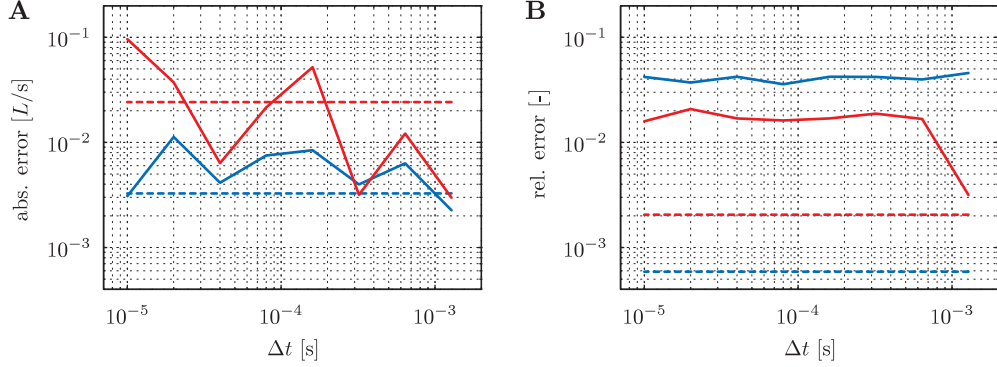 A
abs. error [L/s]
10⁻¹
10⁻²
10⁻³
10⁻⁵
10⁻⁴
10⁻³
Δt [s]
B
rel. error [-]
10⁻¹
10⁻²
10⁻³
10⁻⁵
10⁻⁴
10⁻³
Δt [s]